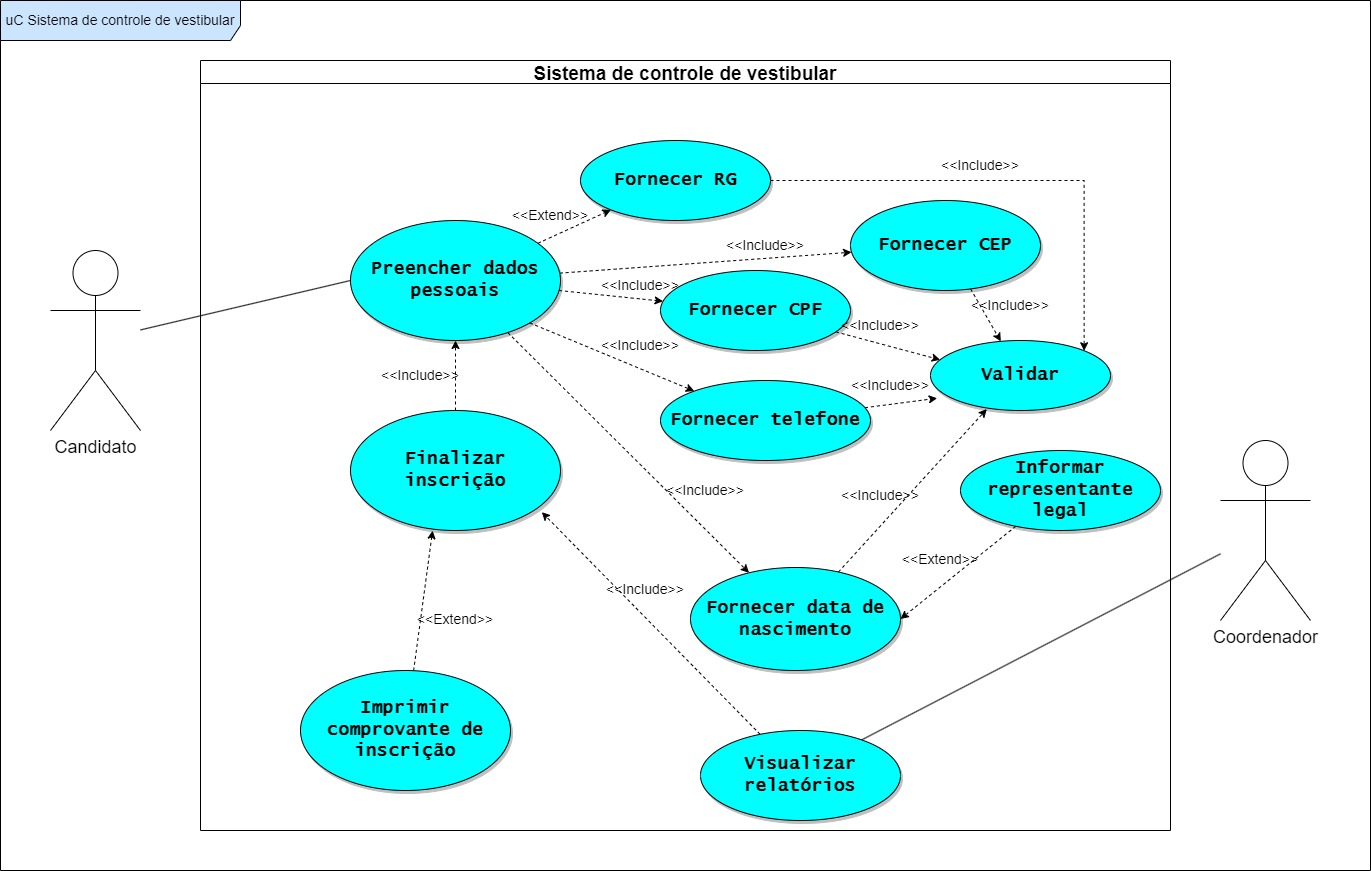 uC Sistema de controle de vestibular
Sistema de controle de vestibular
Fornecer RG
<<Include>>
<<Extend>>
Fornecer CEP
<<Include>>
Preencher dados
pessoais
<<Include>>
Fornecer CPF
<<Include>>
<<Include>>
<<Include>>
Validar
<<Include>>
<<Include>>
Fornecer telefone
Candidato
Finalizar
inscrição
Informar
representante
legal
<<Include>>
<<Include>>
<<Extend>>
<<Include>>
Fornecer data de
nascimento
<<Extend>>
Coordenador
Imprimir
comprovante de
inscrição
Visualizar
relatórios